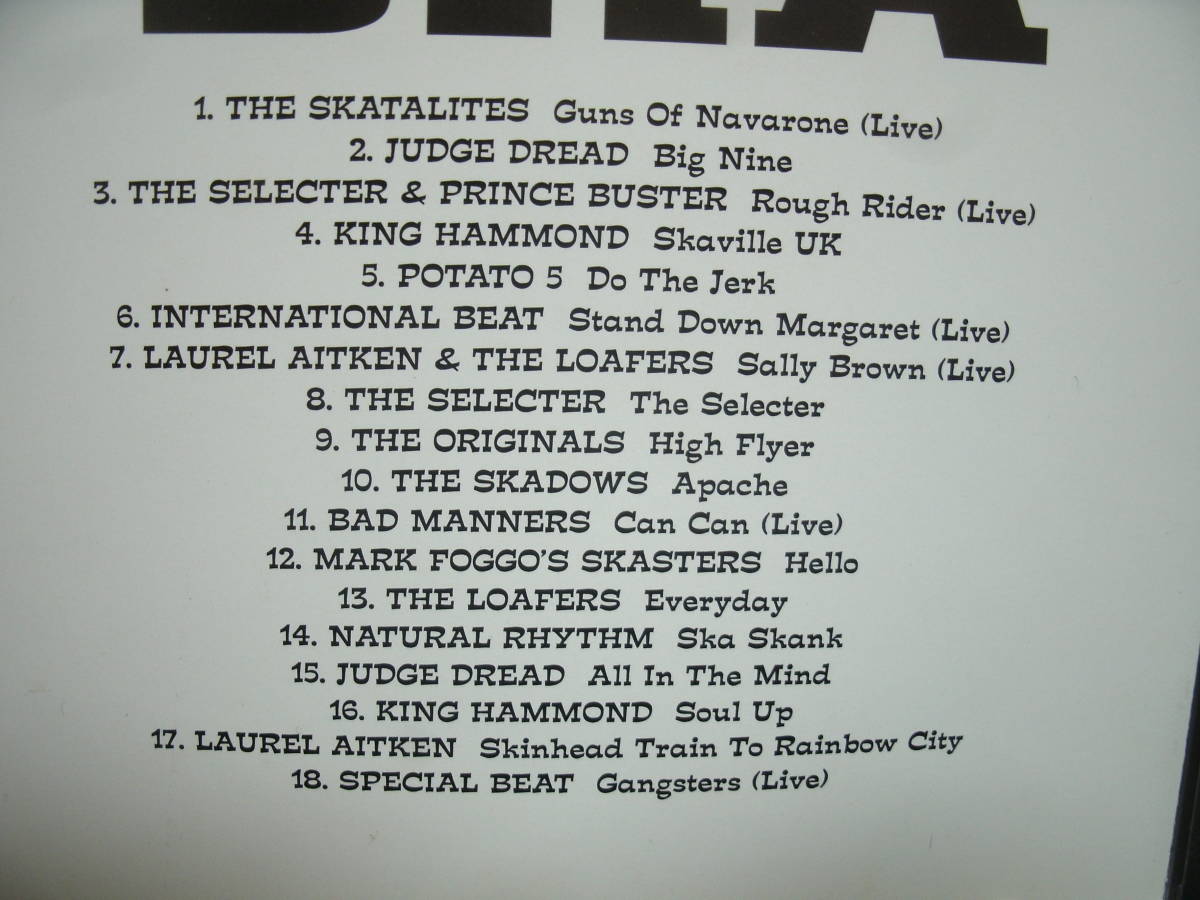 1. THE SKATALITES Guns Of Navarone (Live)
2. JUDGE DREAD Big Nine
3. THE SELECTER & PRINCE BUSTER Rough Rider (Live)
4. KING HAMMOND Skaville UK
5. POTATO 5 Do The Jerk
6. INTERNATIONAL BEAT Stand Down Margaret (Live)
7. LAUREL AITKEN & THE LOAFERS Sally Brown (Live)
8. THE SELECTER The Selecter
9. THE ORIGINALS High Flyer
10. THE SKADOWS Apache
11. BAD MANNERS Can Can (Live)
12. MARK FOGGO'S SKASTERS Hello
13. THE LOAFERS Everyday
14. NATURAL RHYTHM Ska Skank
15. JUDGE DREAD All In The Mind
16. KING HAMMOND Soul Up
17. LAUREL AITKEN Skinhead Train To Rainbow City
18. SPECIAL BEAT Gangsters (Live)